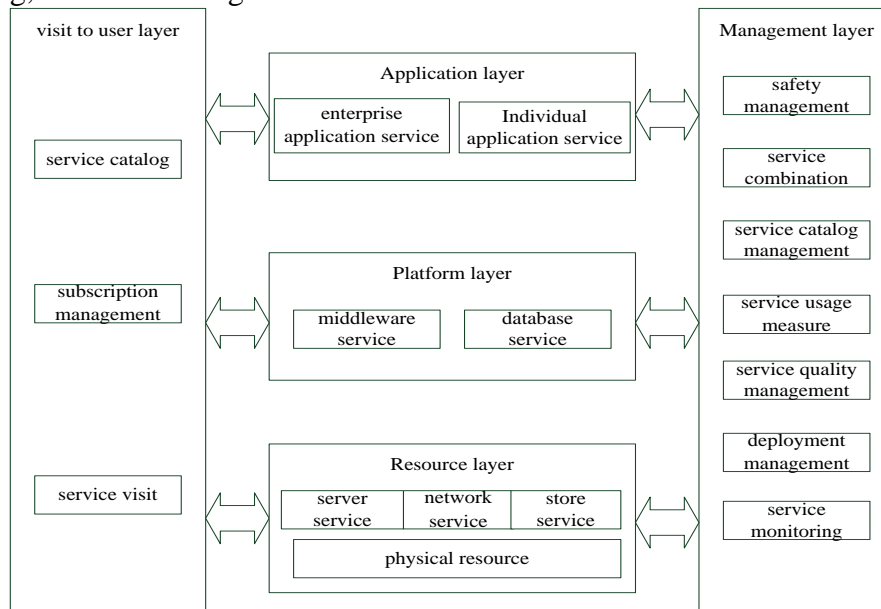 g,
g
visit to user layer
service catalog
subscription
management
service visit
Application layer
enterprise
application service
Individual
application service
Platform layer
middleware
service
database
service
Resource layer
server
service
network
service
store
service
physical resource
Management layer
safety
management
service
combination
service catalog
management
service usage
measure
service quality
management
deployment
management
service
monitoring